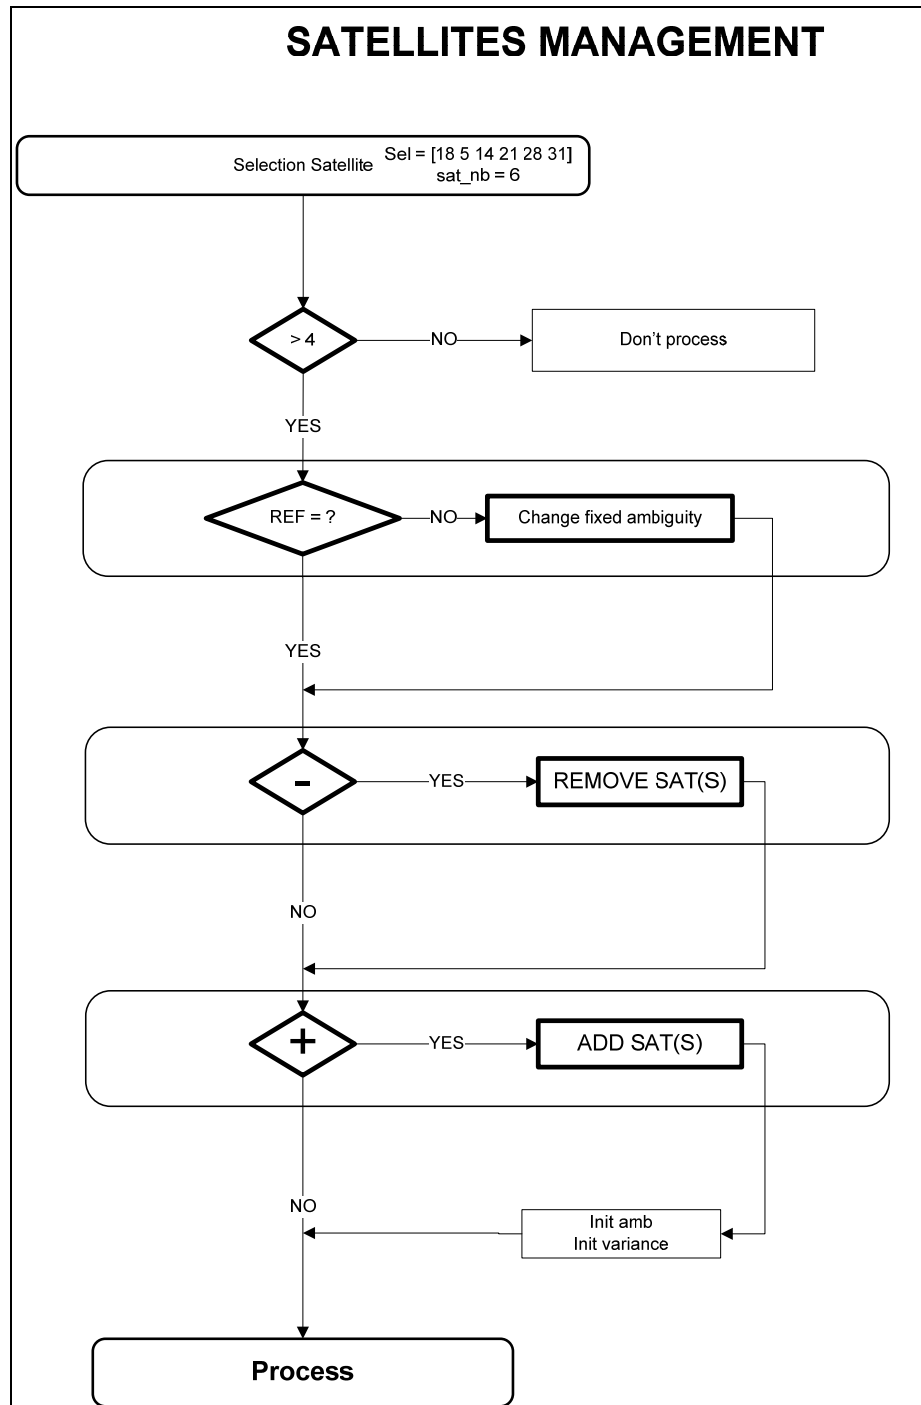 SATELLITES MANAGEMENT
Selection Satellite
Sel = [18 5 14 21 28 31]
sat_nb = 6
> 4
NO
Don't process
YES
REF = ?
NO
Change fixed ambiguity
YES
-
YES
REMOVE SAT(S)
NO
+
YES
ADD SAT(S)
NO
Init amb
Init variance
Process